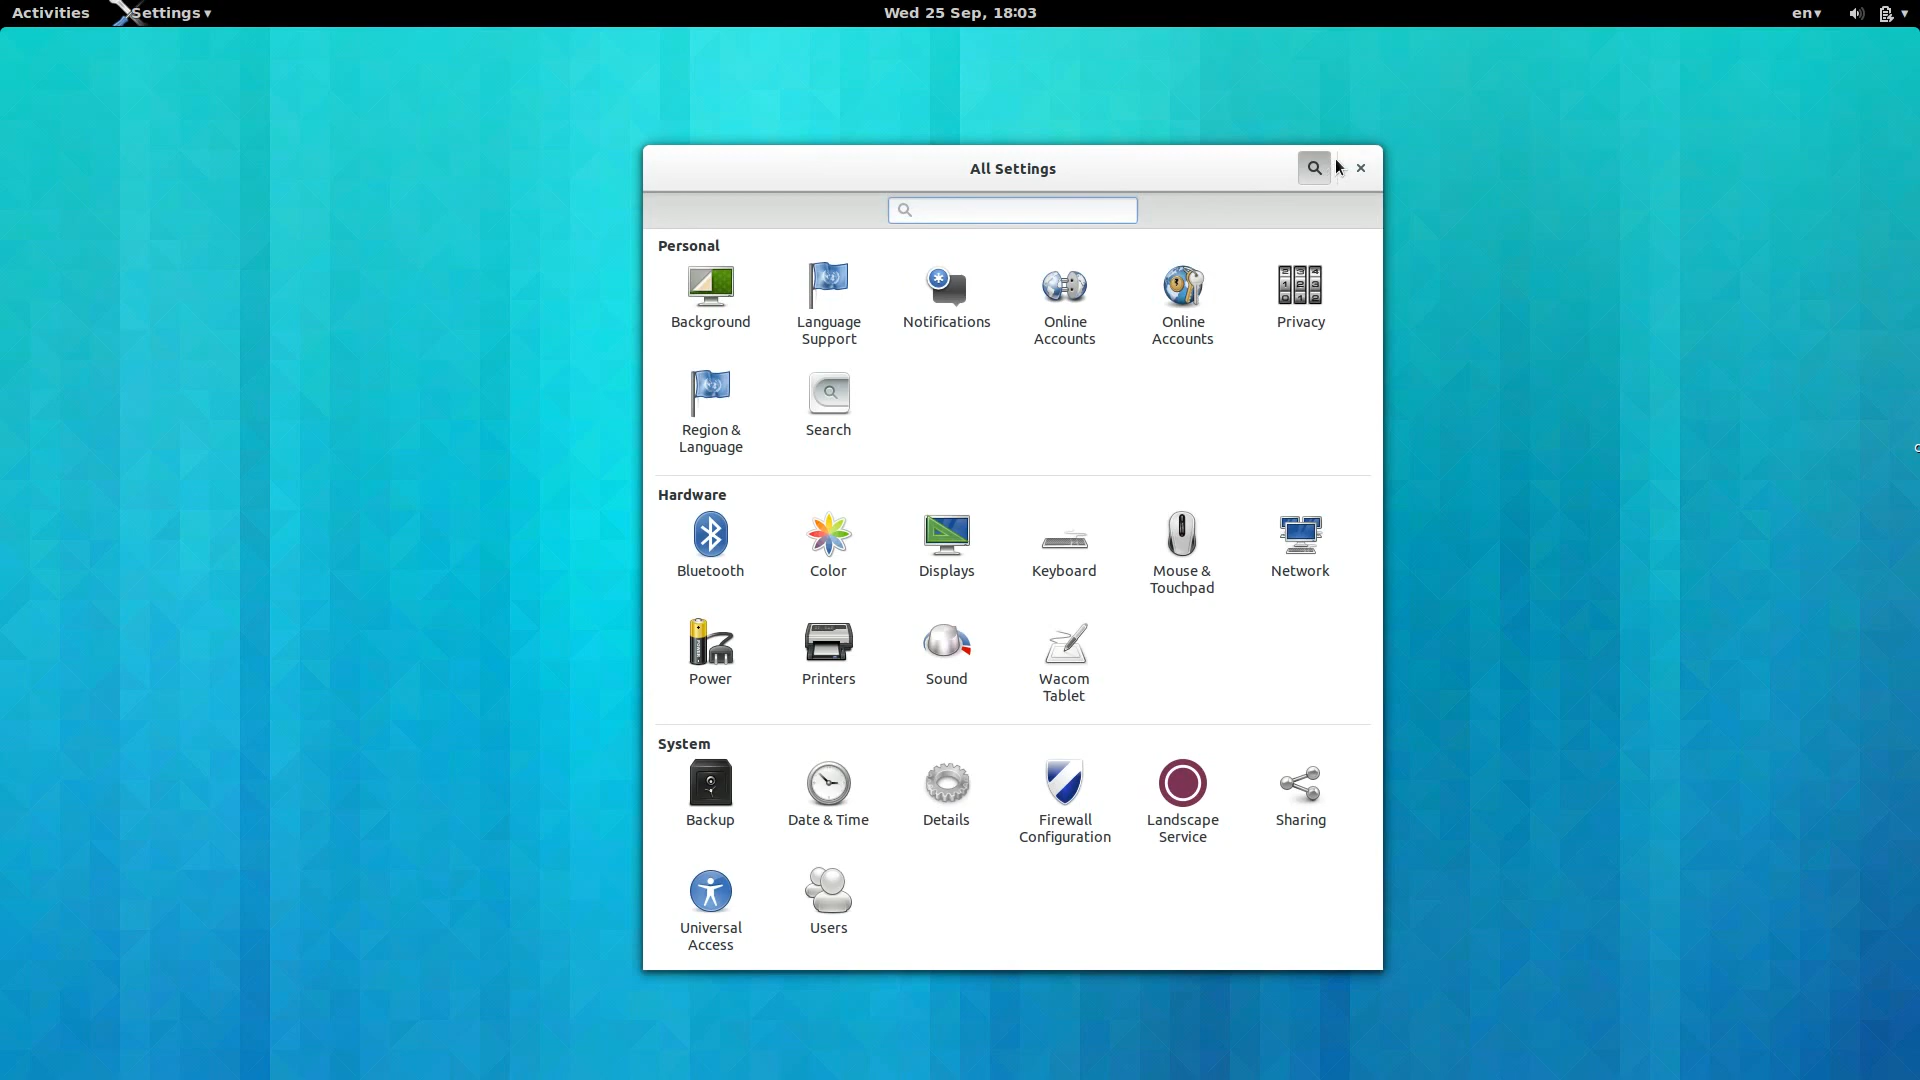 Activities Settings Wed 25 Sep, 18:03 en
All Settings
Personal
Background Language Support Notifications Online Accounts Online Accounts Privacy
Region & Language Search
Hardware
Bluetooth Color Displays Keyboard Mouse & Touchpad Network
Power Printers Sound Wacom Tablet
System
Backup Date & Time Details Firewall Configuration Landscape Service Sharing
Universal Access Users